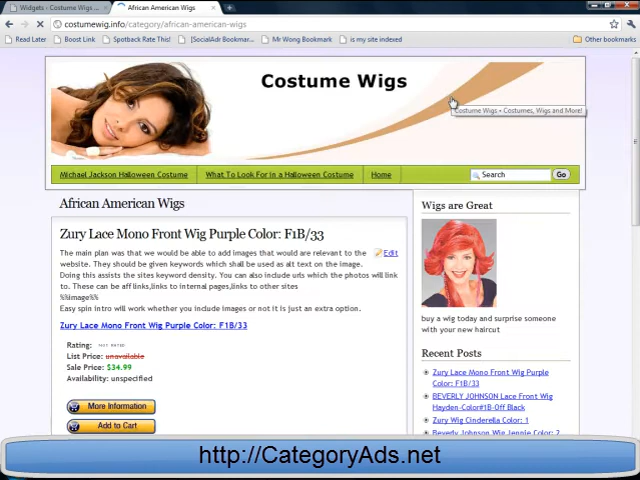 Widgets - Costume Wigs ...
African American Wigs
costumewig.info/category/african-american-wigs
Read Later
Boost Link
Spotback Rate This!
[SocialAdr Bookmar...
Mr Wong Bookmark
is my site indexed
Other bookmarks
Costume Wigs
Costume Wigs • Costumes, Wigs and More!
Michael Jackson Halloween Costume
What To Look For in a Halloween Costume
Home
Search
Go
African American Wigs
Zury Lace Mono Front Wig Purple Color: F1B/33
The main plan was that we would be able to add images that would are relevant to the
Edit
website. They should be given keywords which shall be used as alt text on the image.
Doing this assists the sites keyword density. You can also include urls which the photos will link
to. These can be aff links,links to internal pages,links to other sites
%%image%%
Easy spin intro will work whether you include images or not it is just an extra option.
Zury Lace Mono Front Wig Purple Color: F1B/33
Rating: NOT RATED
List Price: unavailable
Sale Price: $34.99
Availability: unspecified
More Information
Add to Cart
Wigs are Great
buy a wig today and surprise someone
with your new haircut
Recent Posts
Zury Lace Mono Front Wig Purple
Color: F1B/33
BEVERLY JOHNSON Lace Front Wig
Hayden-Color#1B-Off Black
Zury Wig Cinderella Color: 1
Beverly Johnson Wig Jennie Color: 2
http://CategoryAds.net